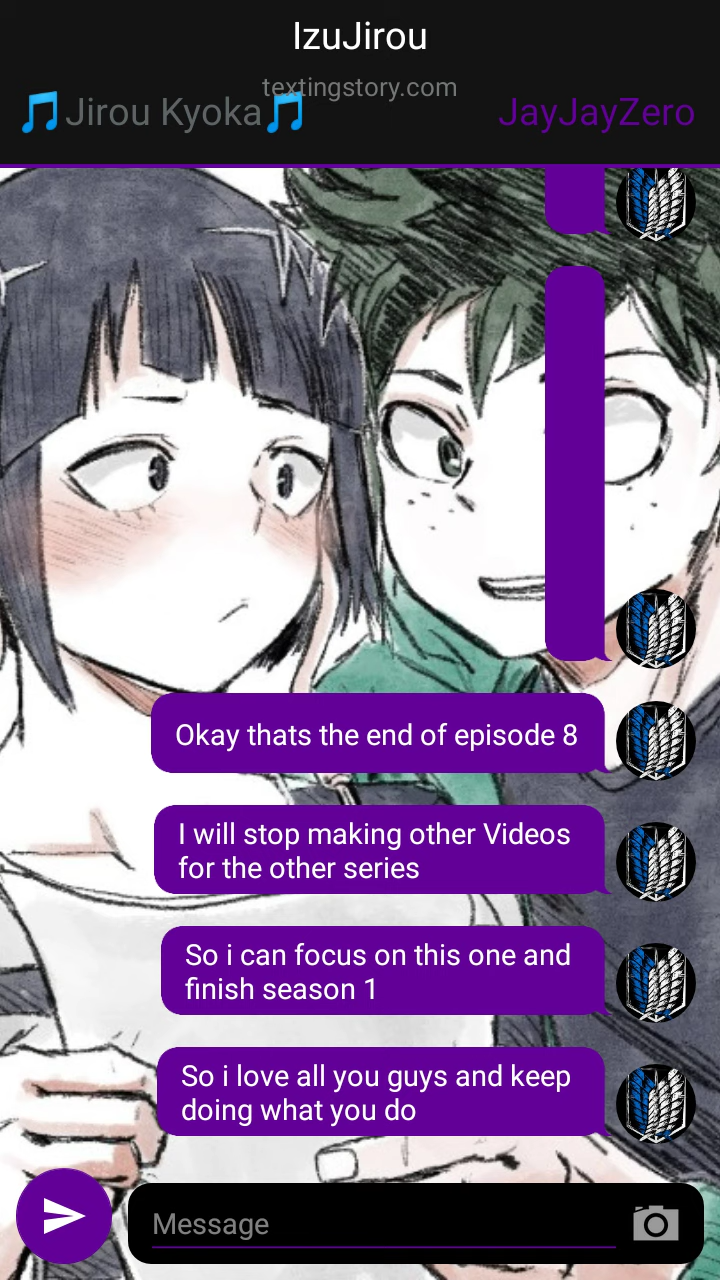 IzuJirou
textingstory.com
🎵Jirou Kyoka🎵 JayJayZero
Okay thats the end of episode 8
I will stop making other Videos
for the other series
So i can focus on this one and
finish season 1
So i love all you guys and keep
doing what you do
Message